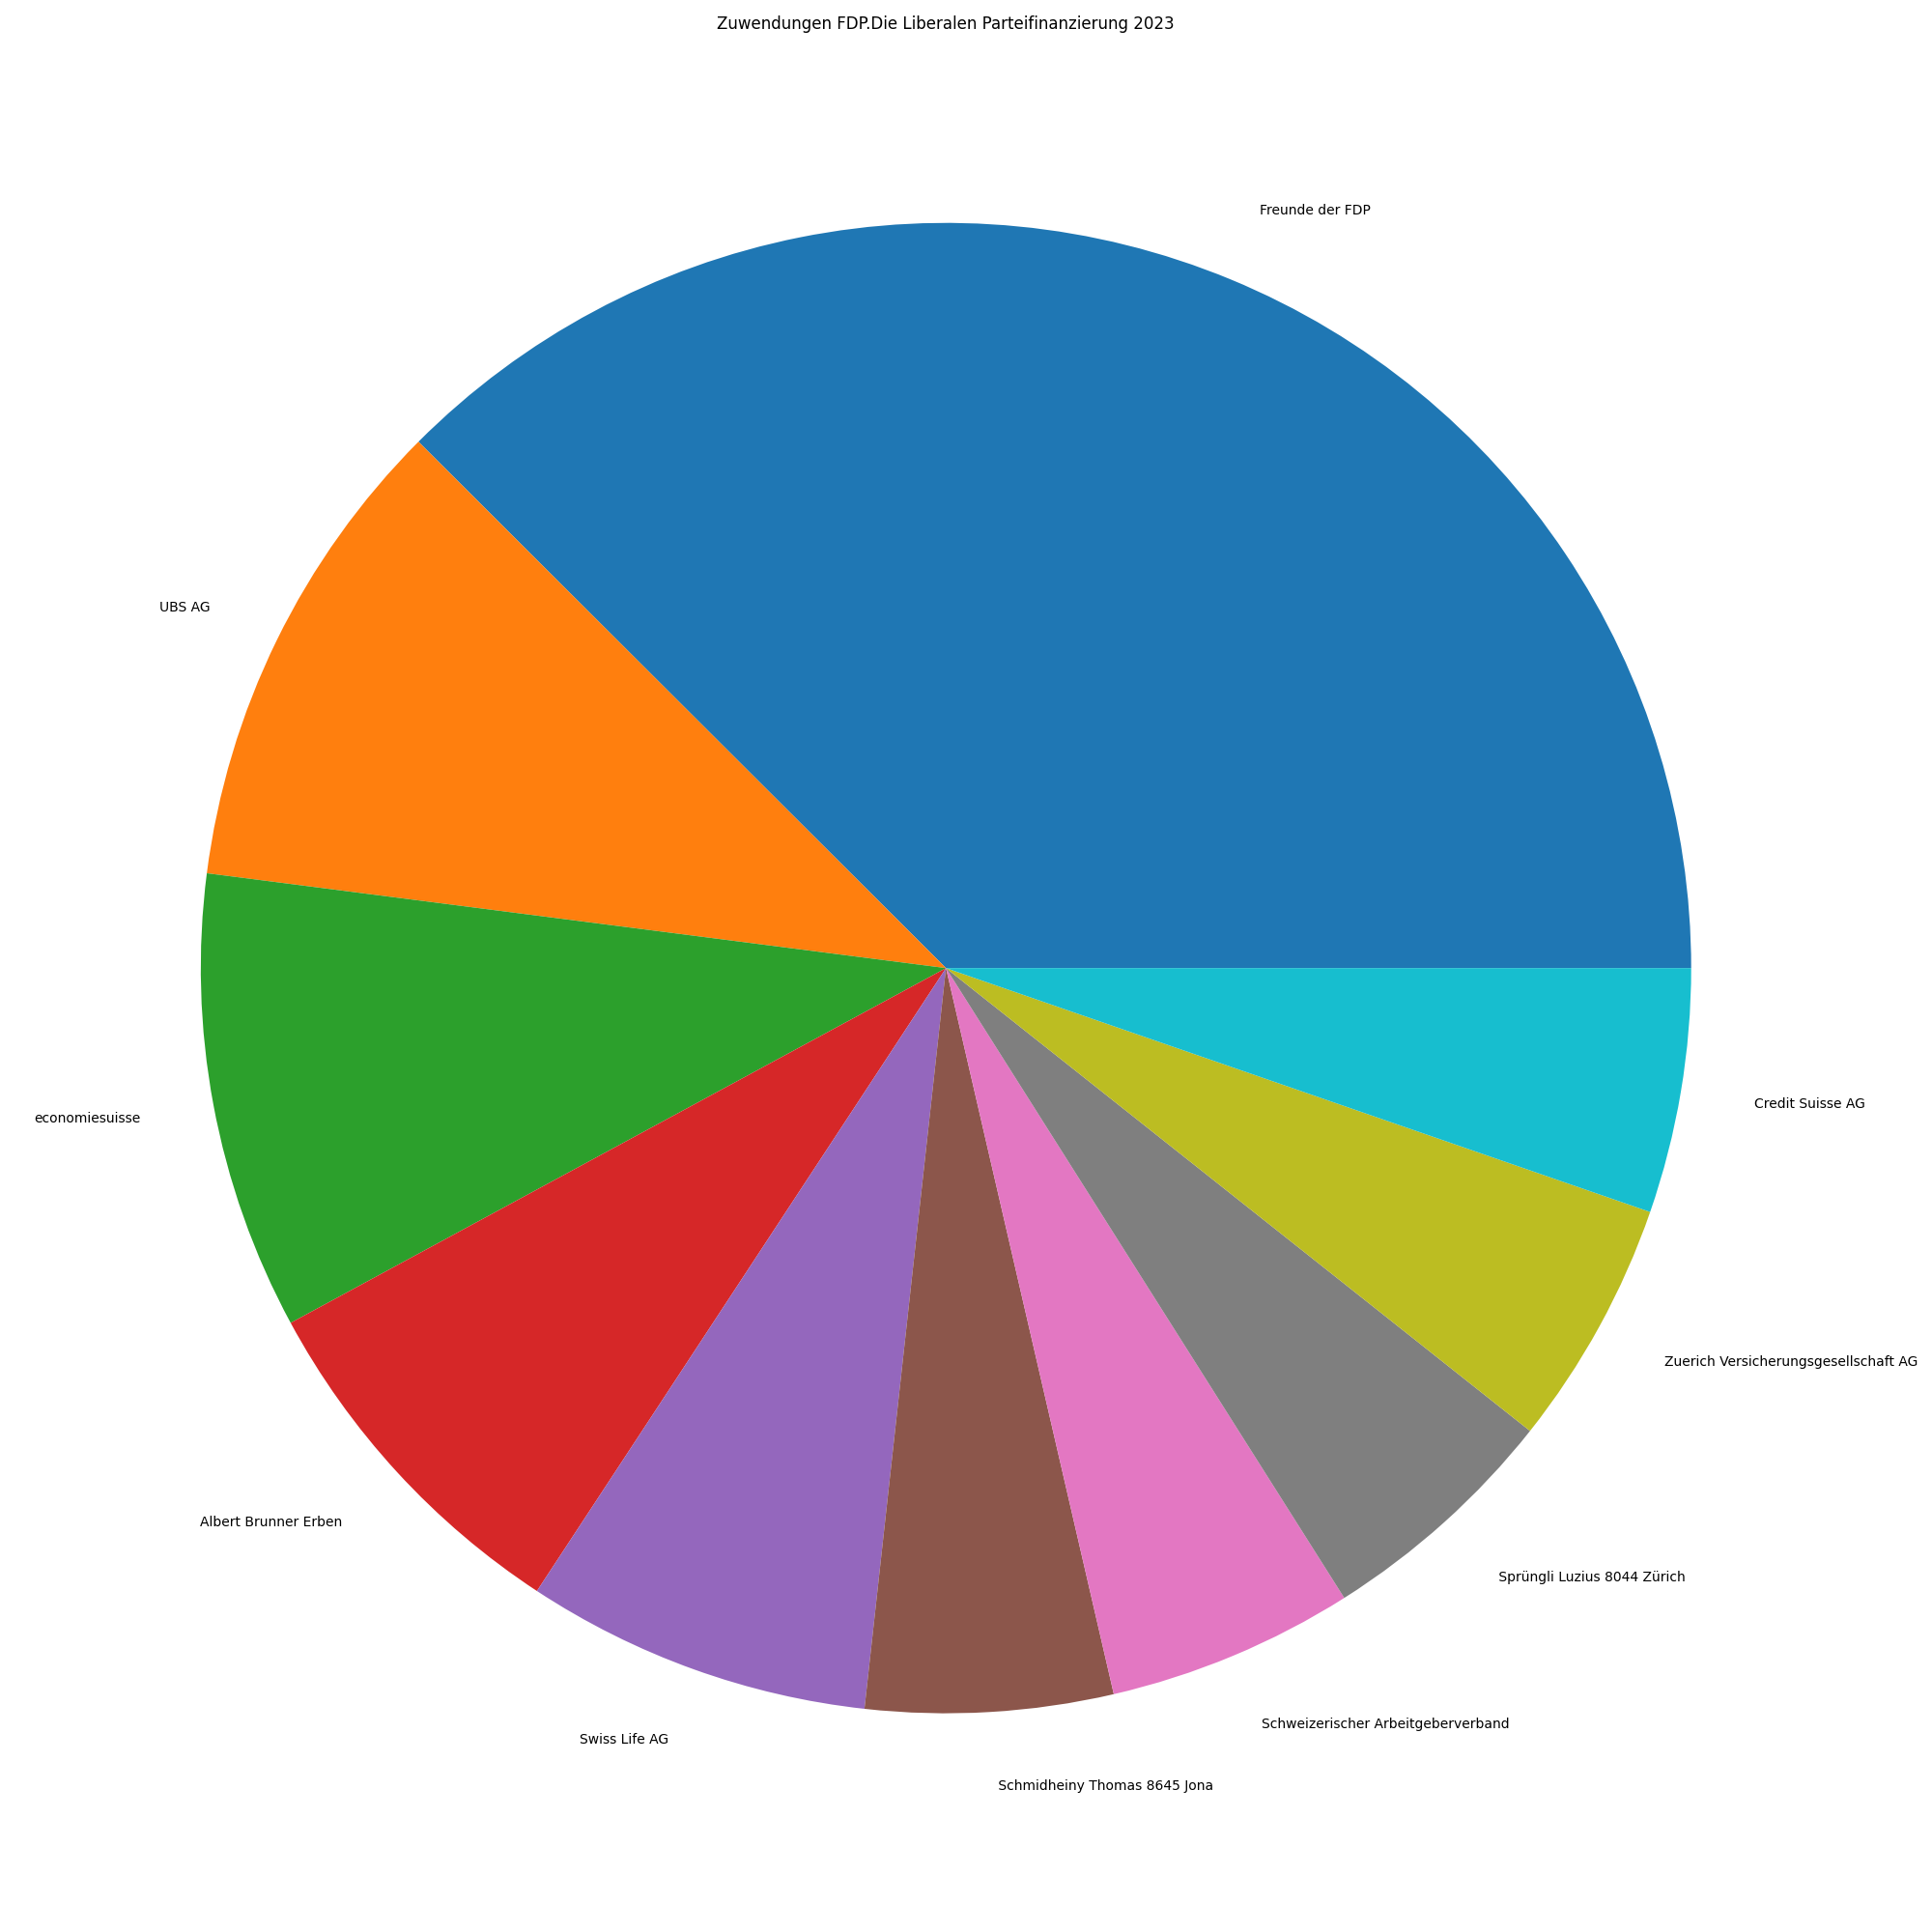 Zuwendungen FDP.Die Liberalen Parteifinanzierung 2023
Freunde der FDP
UBS AG
economiesuisse
Albert Brunner Erben
Swiss Life AG
Schmidheiny Thomas 8645 Jona
Schweizerischer Arbeitgeberverband
Sprüngli Luzius 8044 Zürich
Zuerich Versicherungsgesellschaft AG
Credit Suisse AG